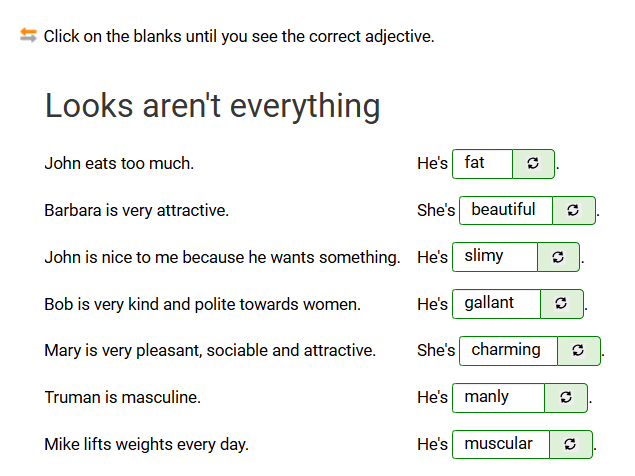 Click on the blanks until you see the correct adjective.
Looks aren't everything
John eats too much. He's fat.
Barbara is very attractive. She's beautiful.
John is nice to me because he wants something. He's slimy.
Bob is very kind and polite towards women. He's gallant.
Mary is very pleasant, sociable and attractive. She's charming.
Truman is masculine. He's manly.
Mike lifts weights every day. He's muscular.